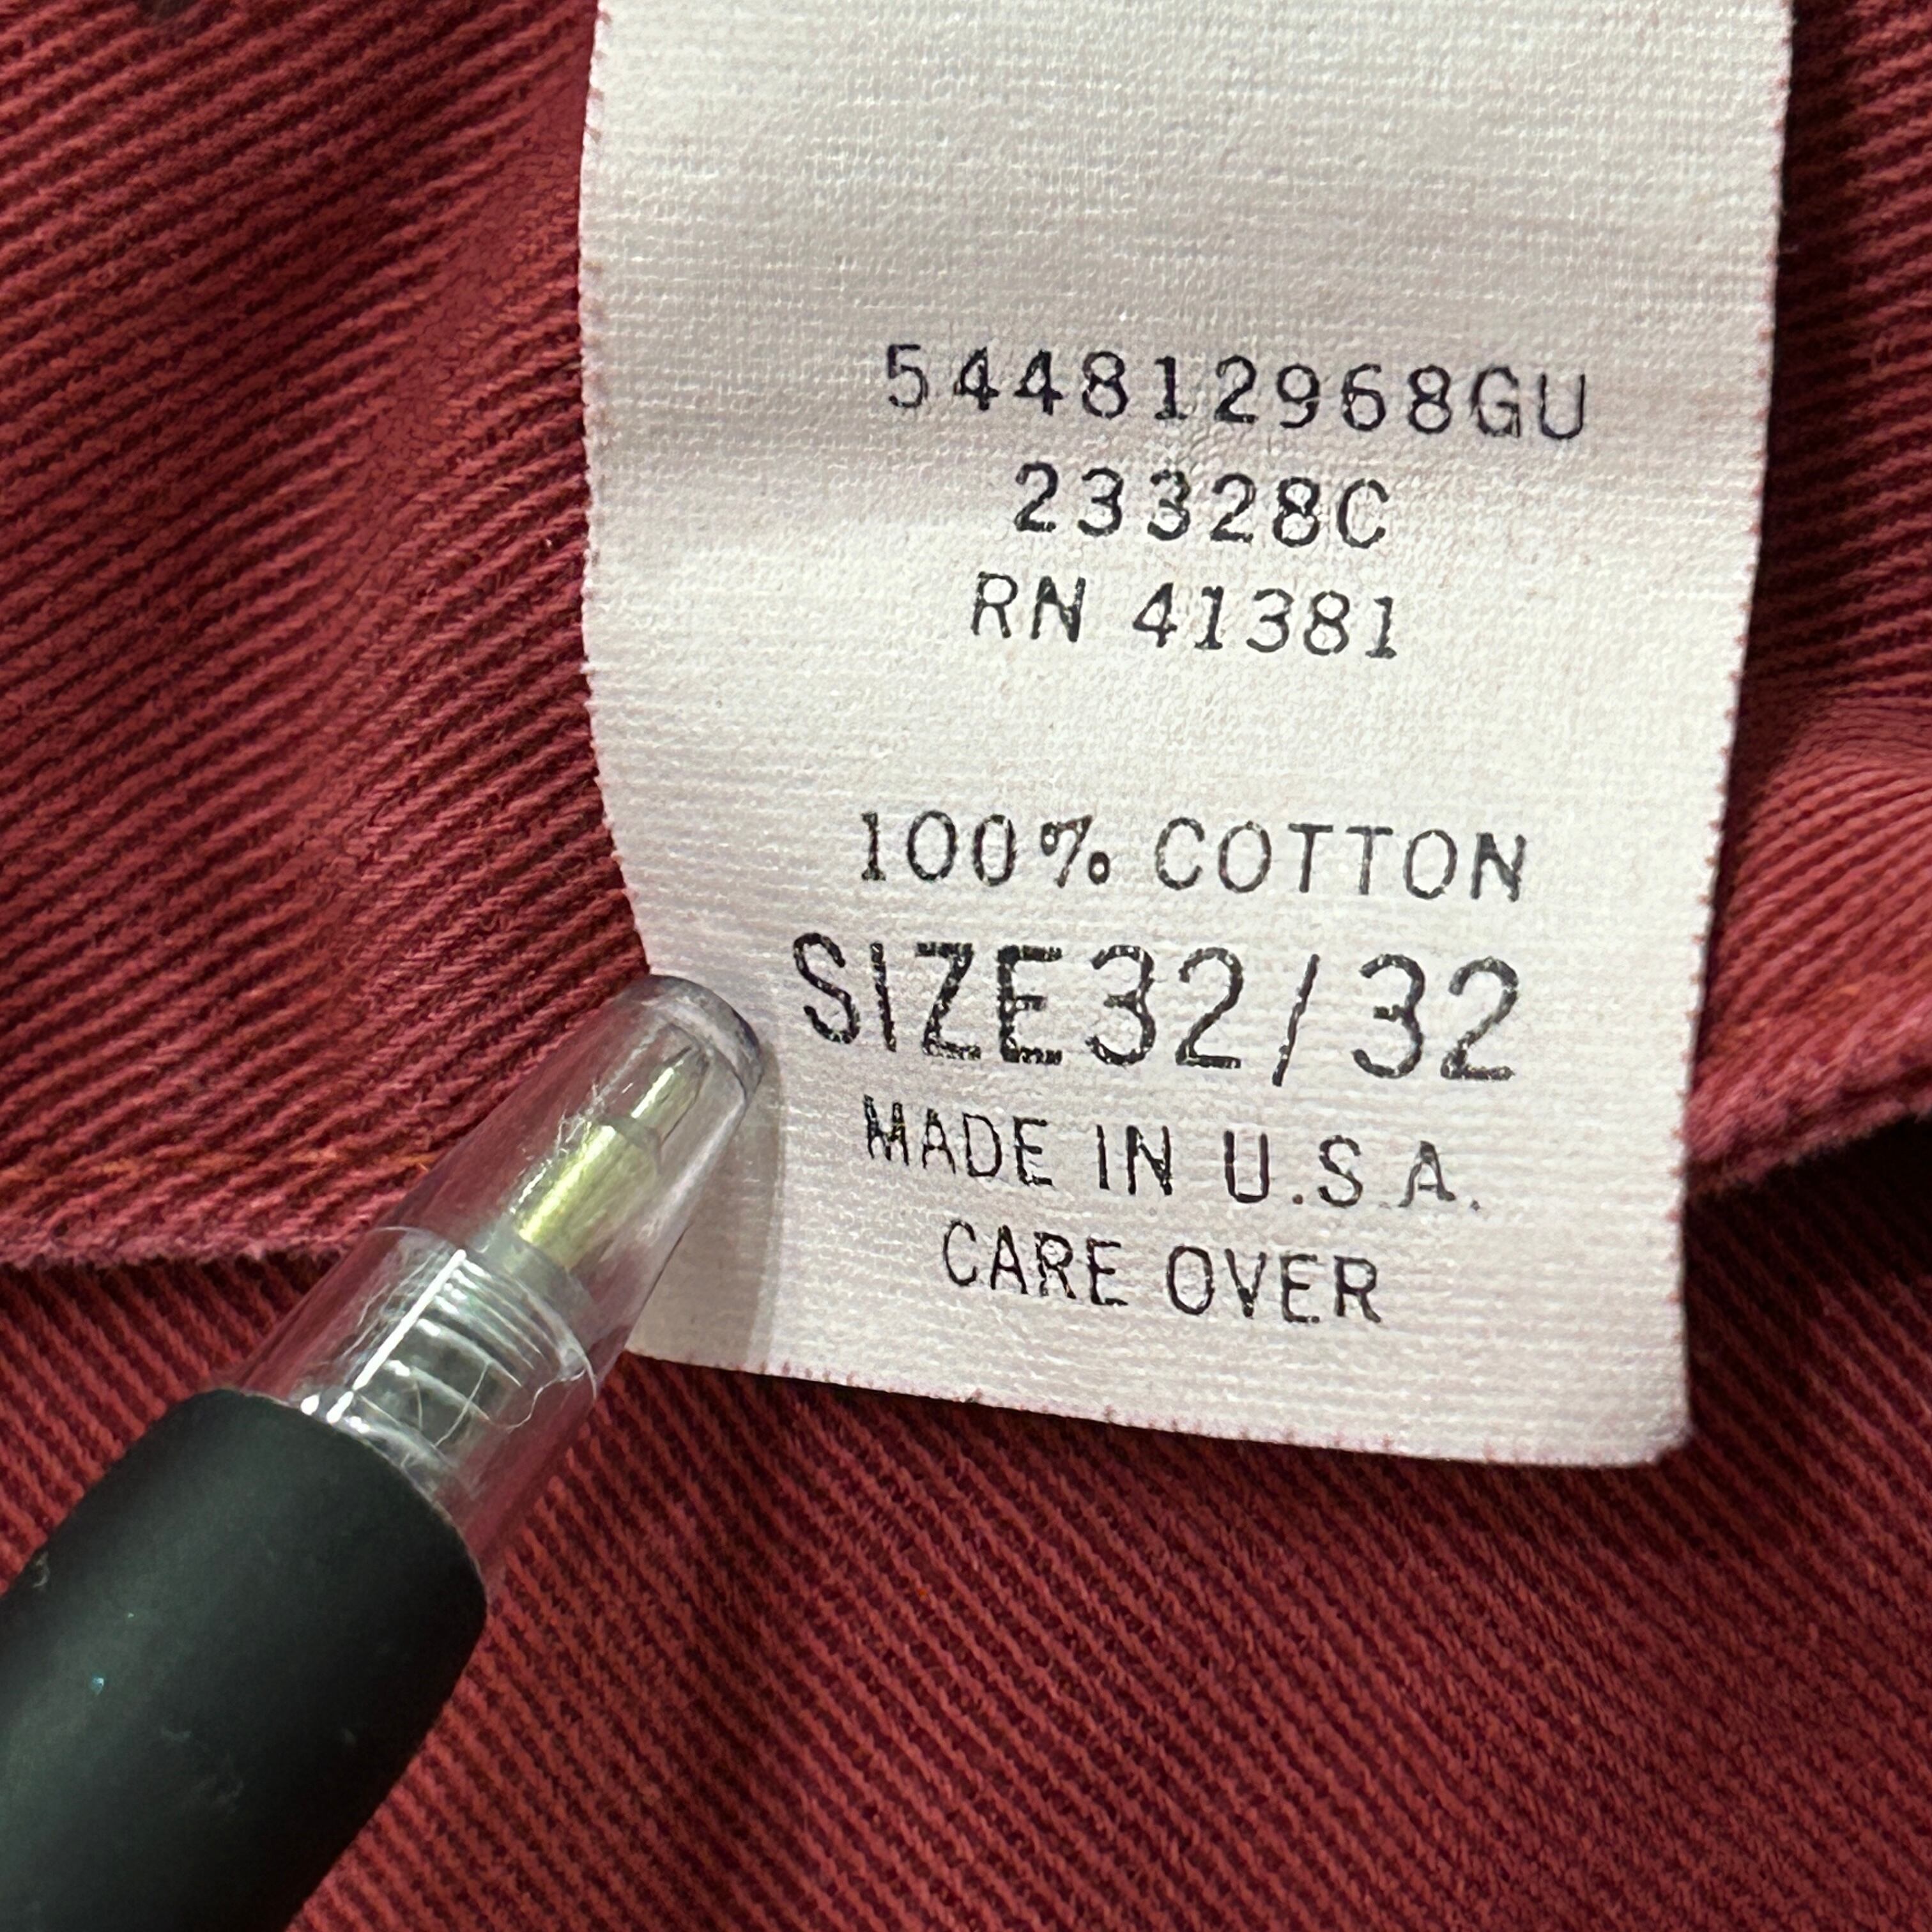 544812968GU
23328C
RN 41381
100% COTTON
SIZE32/32
MADE IN U.S.A.
CARE OVER